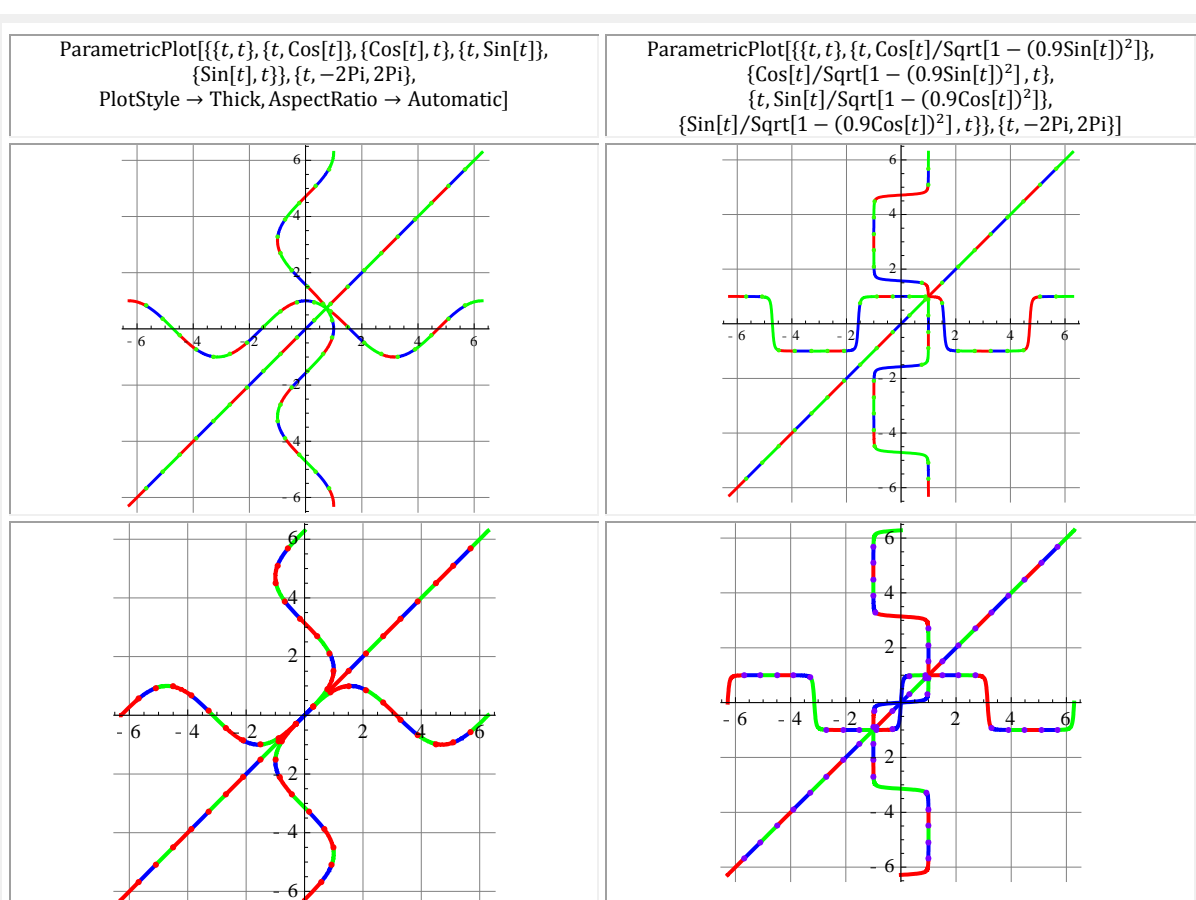 ParametricPlot[{{t, t}, {t, Cos[t]}, {Cos[t], t}, {t, Sin[t]},
{Sin[t], t}}, {t, −2Pi, 2Pi},
PlotStyle → Thick, AspectRatio → Automatic]
ParametricPlot[{{t, t}, {t, Cos[t]/Sqrt[1 − (0.9Sin[t])²]},
{Cos[t]/Sqrt[1 − (0.9Sin[t])²] , t},
{t, Sin[t]/Sqrt[1 − (0.9Cos[t])²]},
{Sin[t]/Sqrt[1 − (0.9Cos[t])²] , t}}, {t, −2Pi, 2Pi}]
6
4
2
- 6 - 4 - 2 2 4 6
- 2
- 4
- 6
6
4
2
- 6 - 4 - 2 2 4 6
- 2
- 4
- 6
6
4
2
- 6 - 4 - 2 2 4 6
- 2
- 4
- 6
6
4
2
- 6 - 4 - 2 2 4 6
- 2
- 4
- 6